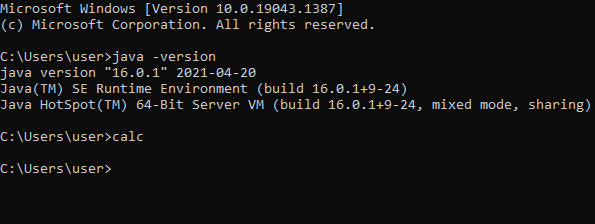 Microsoft Windows [Version 10.0.19043.1387]
(c) Microsoft Corporation. All rights reserved.
C:\Users\user>java -version
java version "16.0.1" 2021-04-20
Java(TM) SE Runtime Environment (build 16.0.1+9-24)
Java HotSpot(TM) 64-Bit Server VM (build 16.0.1+9-24, mixed mode, sharing)
C:\Users\user>calc
C:\Users\user>